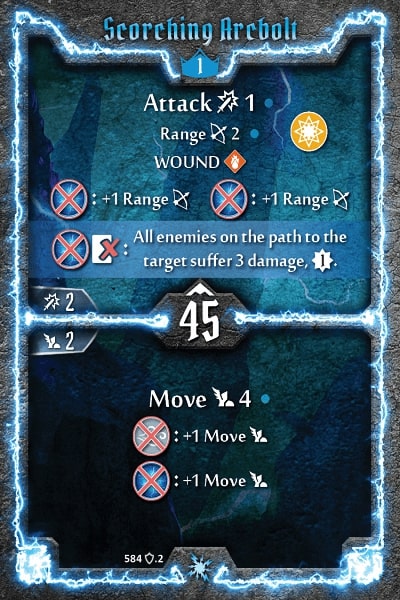 Scorching Arcbolt
1
Attack 1
Range 2
WOUND
: +1 Range : +1 Range
: All enemies on the path to the
target suffer 3 damage, 1.
2
45
2
Move 4
: +1 Move
: +1 Move
584 .2